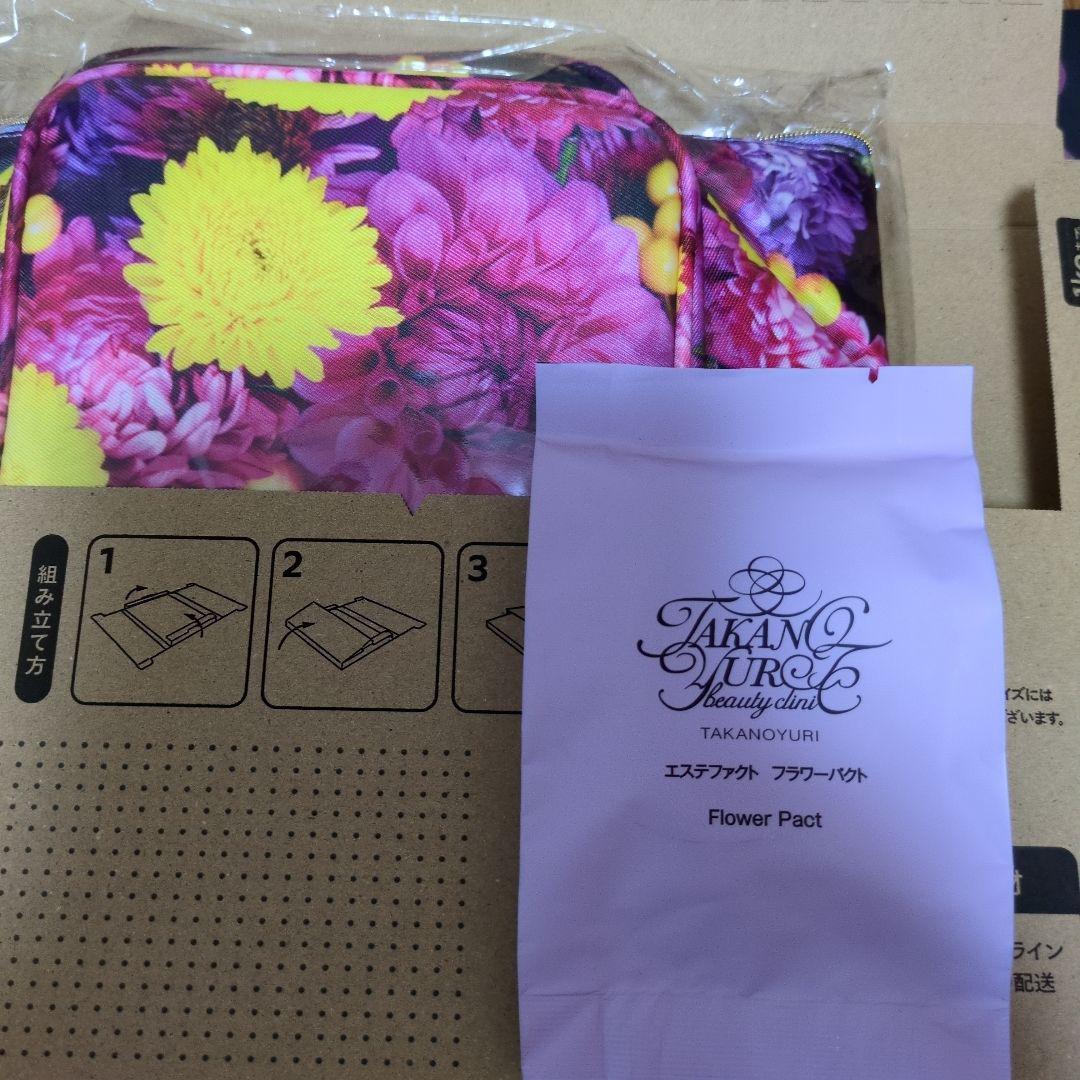 組み立て方
1
2
3
TAKANO
YURI
beauty clinic
TAKANOYURI
エステファクト フラワーパクト
Flower Pact
イズには
ざいます。
ライン
配送